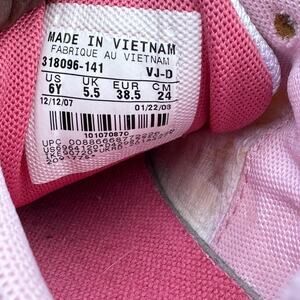 MADE IN VIETNAM
FABRIQUE AU VIETNAM
318096-141 VJ-D
US UK EUR CM
6Y 5.5 38.5 24
12/12/07 01/22/08
101070870
UPC